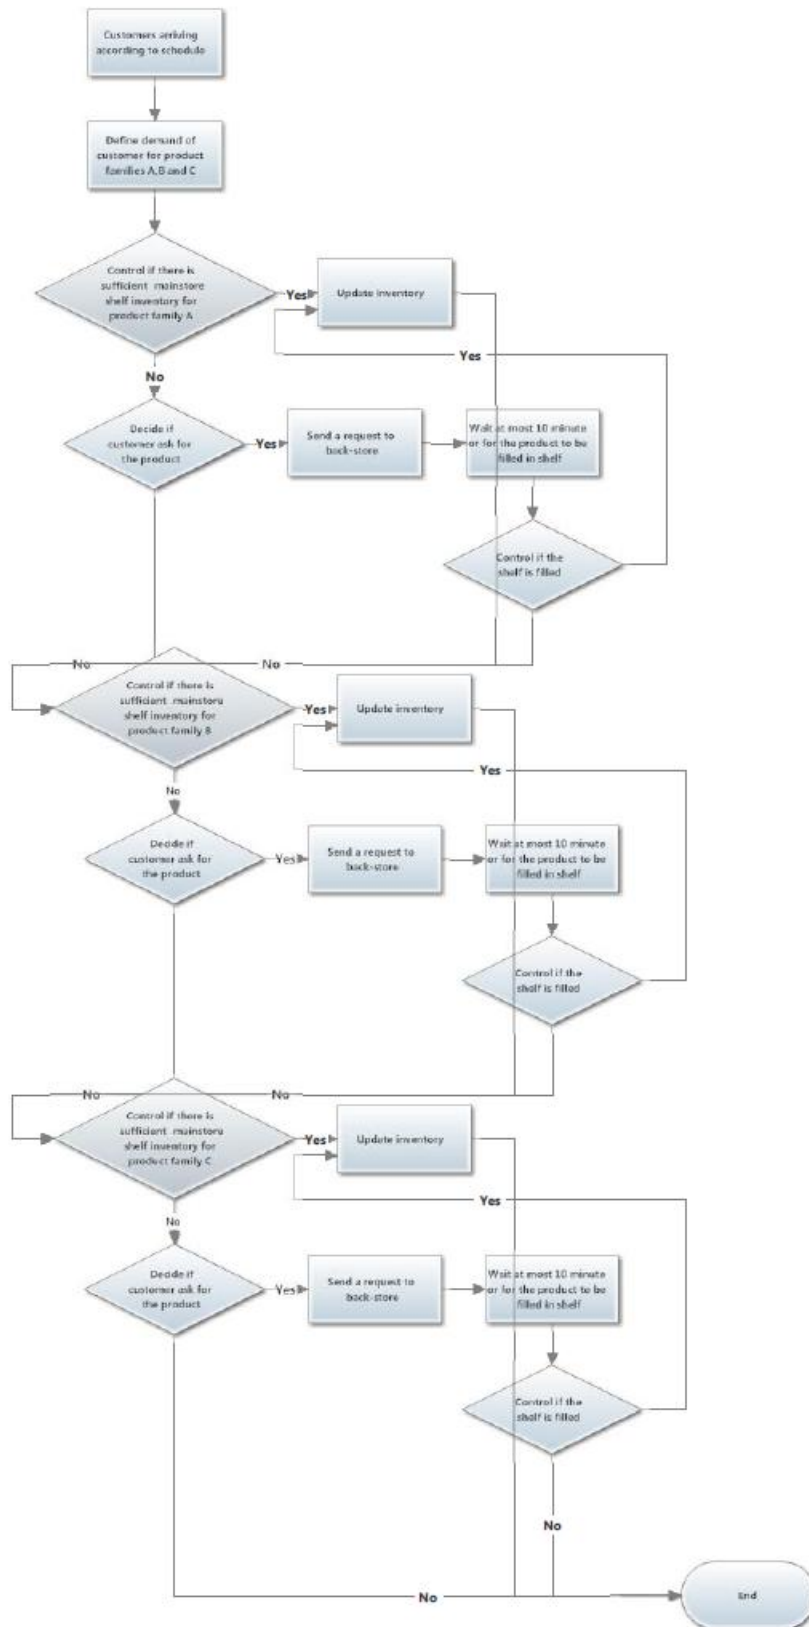 Customers arriving
according to schedule
Define demand of
customer for product
families A,B and C
Control if there is
sufficient mainstore
shelf inventory for
product family A
Yes
Update inventory
Yes
No
Decide if
customer ask for
the product
Yes
Send a request to
back-store
Wait at most 10 minute
or for the product to be
filled in shelf
Control if the
shelf is filled
No
No
Control if there is
sufficient mainstore
shelf inventory for
product family B
Yes
Update inventory
Yes
No
Decide if
customer ask for
the product
Yes
Send a request to
back-store
Wait at most 10 minute
or for the product to be
filled in shelf
Control if the
shelf is filled
No
No
Control if there is
sufficient mainstore
shelf inventory for
product family C
Yes
Update inventory
Yes
No
Decide if
customer ask for
the product
Yes
Send a request to
back-store
Wait at most 10 minute
or for the product to be
filled in shelf
Control if the
shelf is filled
No
No
End